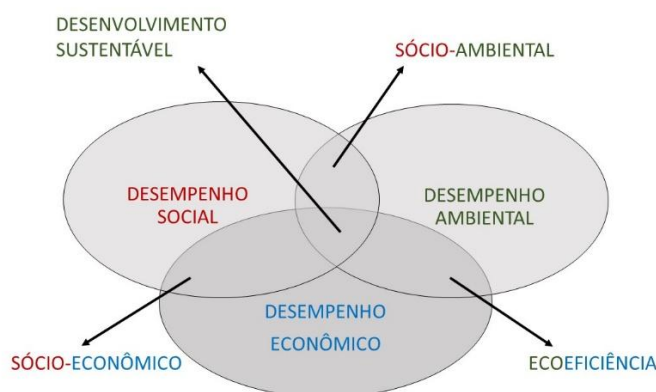 DESENVOLVIMENTO
SUSTENTÁVEL
SÓCIO-AMBIENTAL
DESEMPENHO
SOCIAL
DESEMPENHO
AMBIENTAL
DESEMPENHO
ECONÔMICO
SÓCIO-ECONÔMICO
ECOEFICIÊNCIA